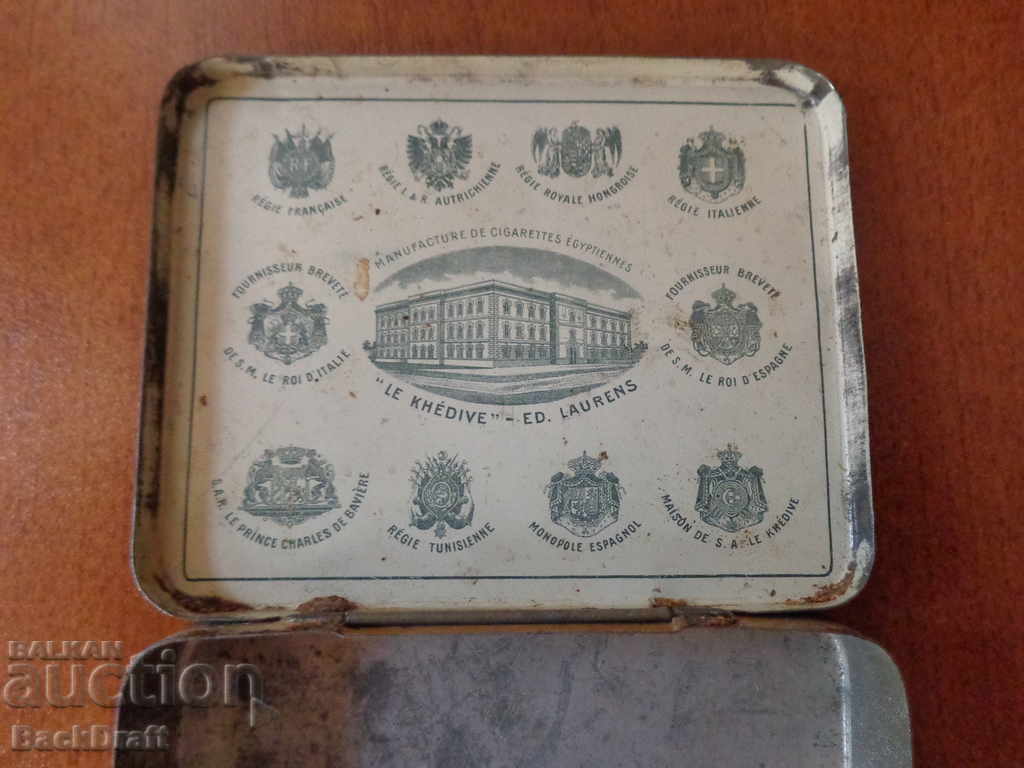 RF
RÉGIE FRANÇAISE
RÉGIE I. & R. AUTRICHIENNE
RÉGIE ROYALE HONGROISE
RÉGIE ITALIENNE
MANUFACTURE DE CIGARETTES ÉGYPTIENNES
FOURNISSEUR BREVETÉ
DE S.M. LE ROI D'ITALIE
FOURNISSEUR BREVETÉ
DE S.M. LE ROI D'ESPAGNE
"LE KHÉDIVE" - ED. LAURENS
S.A.R. LE PRINCE CHARLES DE BAVIÈRE
RÉGIE TUNISIENNE
MONOPOLE ESPAGNOL
MAISON DE S.A. LE KHÉDIVE
BALKAN
auction
BackDraft